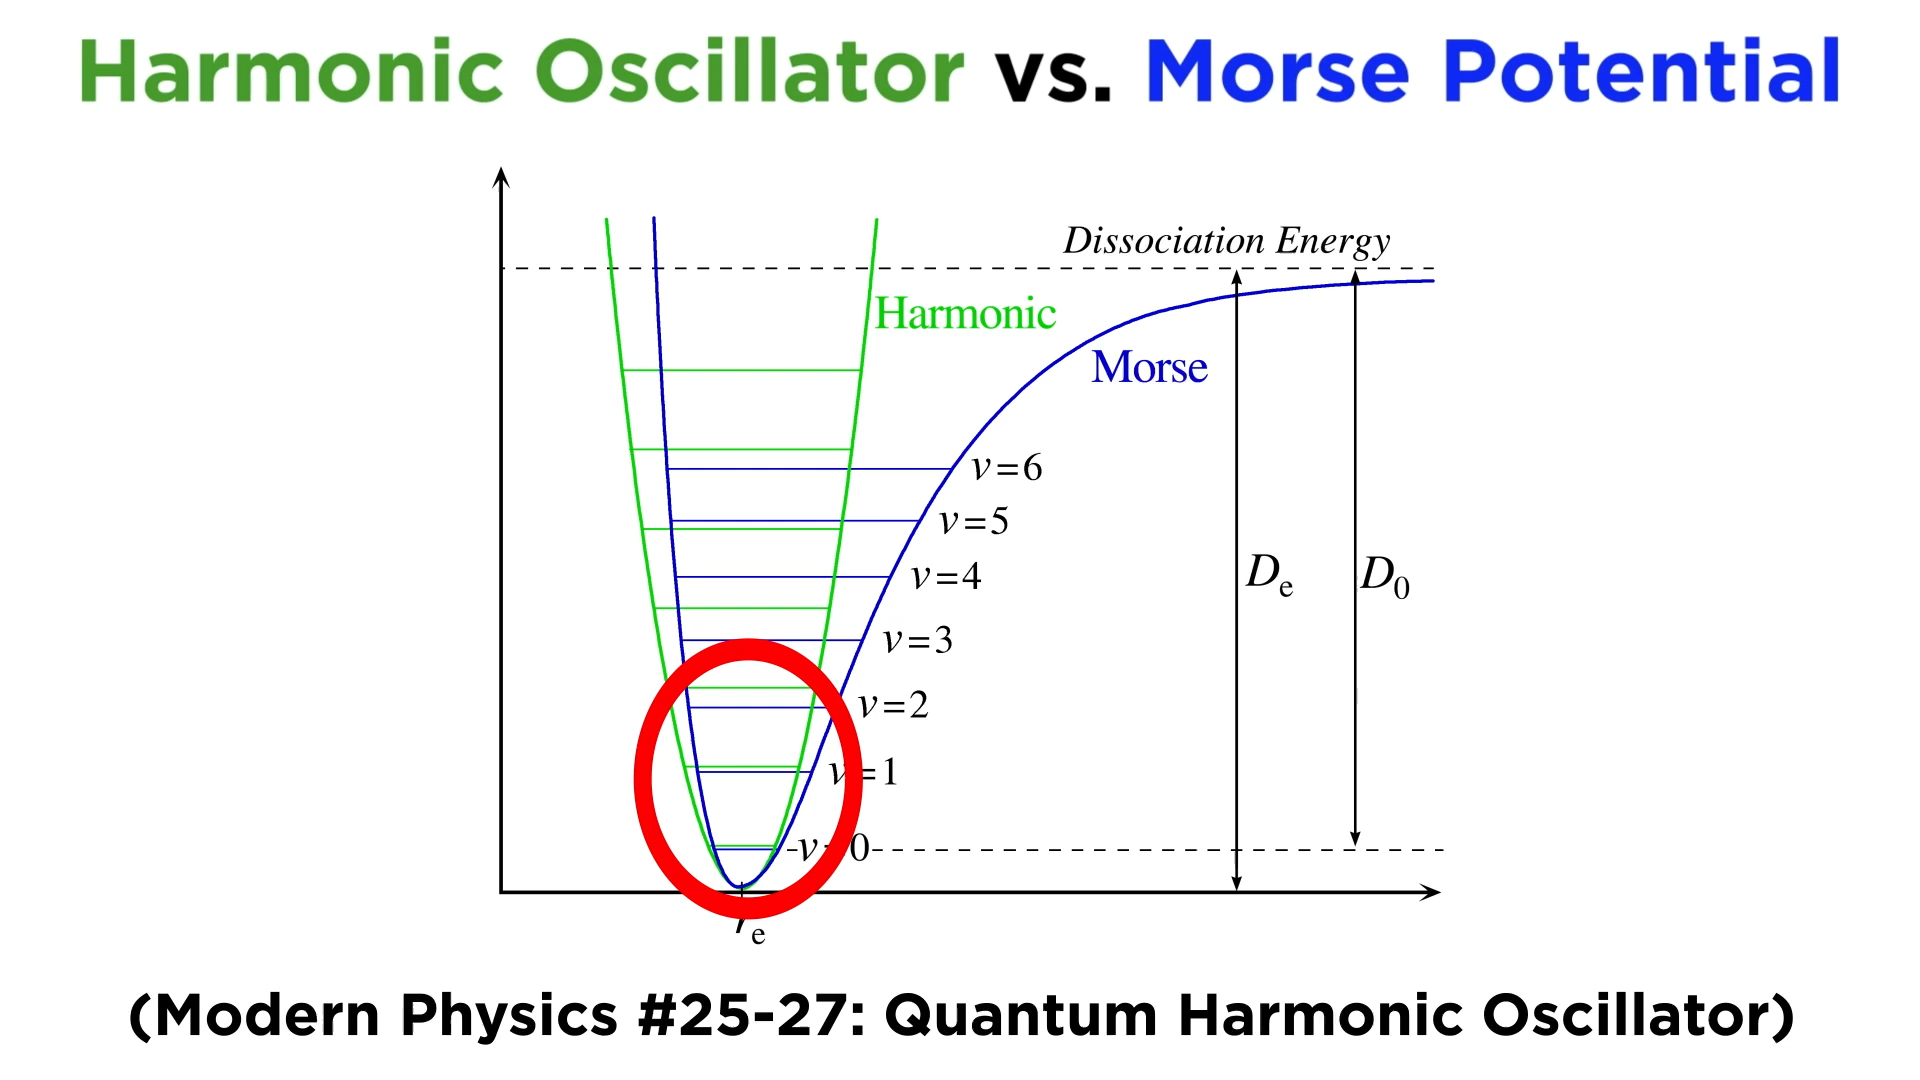 Harmonic Oscillator vs. Morse Potential
Dissociation Energy
Harmonic
Morse
v=6
v=5
v=4
v=3
v=2
v=1
v=0
De
D0
re
(Modern Physics #25-27: Quantum Harmonic Oscillator)